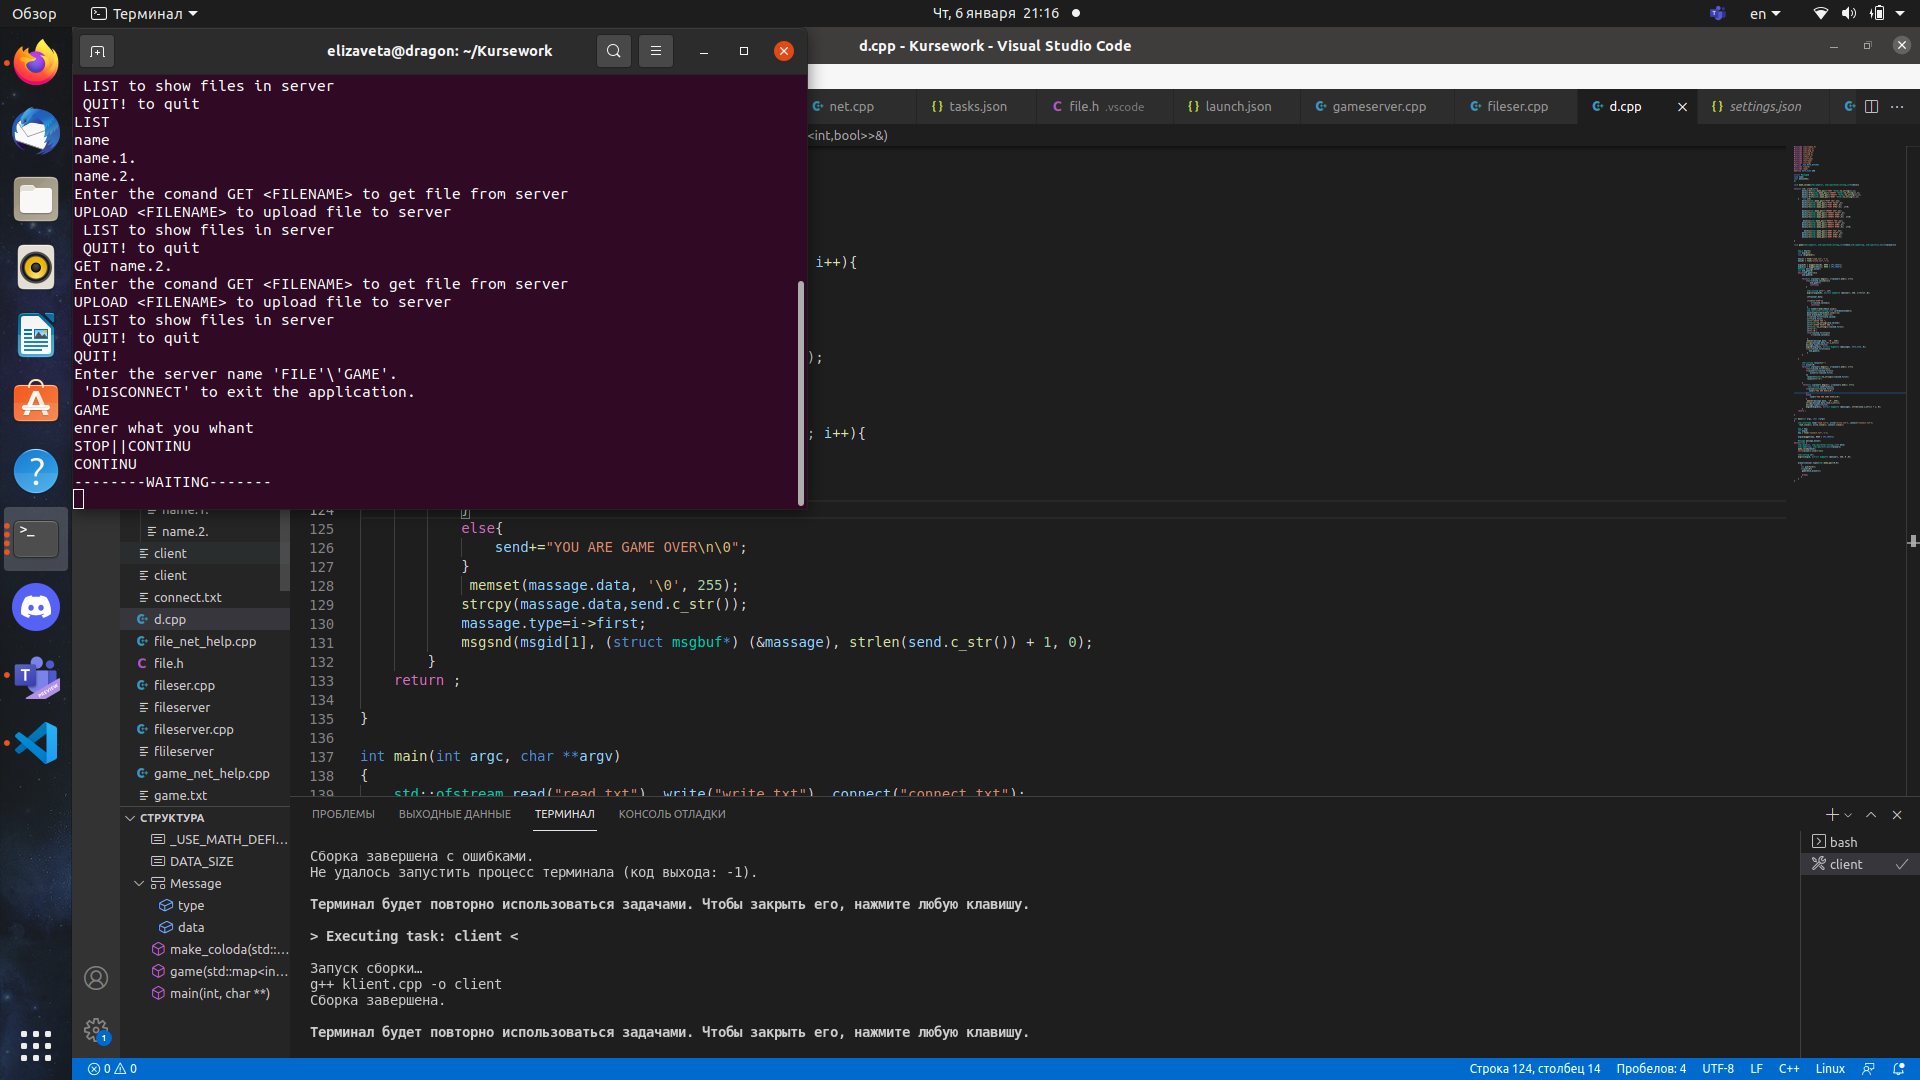 Обзор
Терминал
Чт, 6 января 21:16
en
elizaveta@dragon: ~/Kursework
d.cpp - Kursework - Visual Studio Code
LIST to show files in server
QUIT! to quit
LIST
name
name.1.
name.2.
Enter the comand GET <FILENAME> to get file from server
UPLOAD <FILENAME> to upload file to server
LIST to show files in server
QUIT! to quit
GET name.2.
Enter the comand GET <FILENAME> to get file from server
UPLOAD <FILENAME> to upload file to server
LIST to show files in server
QUIT! to quit
QUIT!
Enter the server name 'FILE'\'GAME'.
'DISCONNECT' to exit the application.
GAME
enrer what you whant
STOP||CONTINU
CONTINU
--------WAITING-------
net.cpp
tasks.json
file.h .vscode
launch.json
gameserver.cpp
fileser.cpp
d.cpp
settings.json
<int,bool>>&)
i++){
);
; i++){
name.1.
name.2.
client
client
connect.txt
d.cpp
file_net_help.cpp
file.h
fileser.cpp
fileserver
fileserver.cpp
flileserver
game_net_help.cpp
game.txt
СТРУКТУРА
_USE_MATH_DEFI...
DATA_SIZE
Message
type
data
make_coloda(std::...
game(std::map<in...
main(int, char **)
124 }
125 else{
126 send+="YOU ARE GAME OVER\n\0";
127 }
128 memset(massage.data, '\0', 255);
129 strcpy(massage.data,send.c_str());
130 massage.type=i->first;
131 msgsnd(msgid[1], (struct msgbuf*) (&massage), strlen(send.c_str()) + 1, 0);
132 }
133 return ;
134
135 }
136
137 int main(int argc, char **argv)
138 {
139 std::ofstream read("read.txt"), write("write.txt"), connect("connect.txt");
ПРОБЛЕМЫ
ВЫХОДНЫЕ ДАННЫЕ
ТЕРМИНАЛ
КОНСОЛЬ ОТЛАДКИ
Сборка завершена с ошибками.
Не удалось запустить процесс терминала (код выхода: -1).
Терминал будет повторно использоваться задачами. Чтобы закрыть его, нажмите любую клавишу.
> Executing task: client <
Запуск сборки…
g++ klient.cpp -o client
Сборка завершена.
Терминал будет повторно использоваться задачами. Чтобы закрыть его, нажмите любую клавишу.
bash
client
1
0 0
Строка 124, столбец 14
Пробелов: 4
UTF-8
LF
C++
Linux